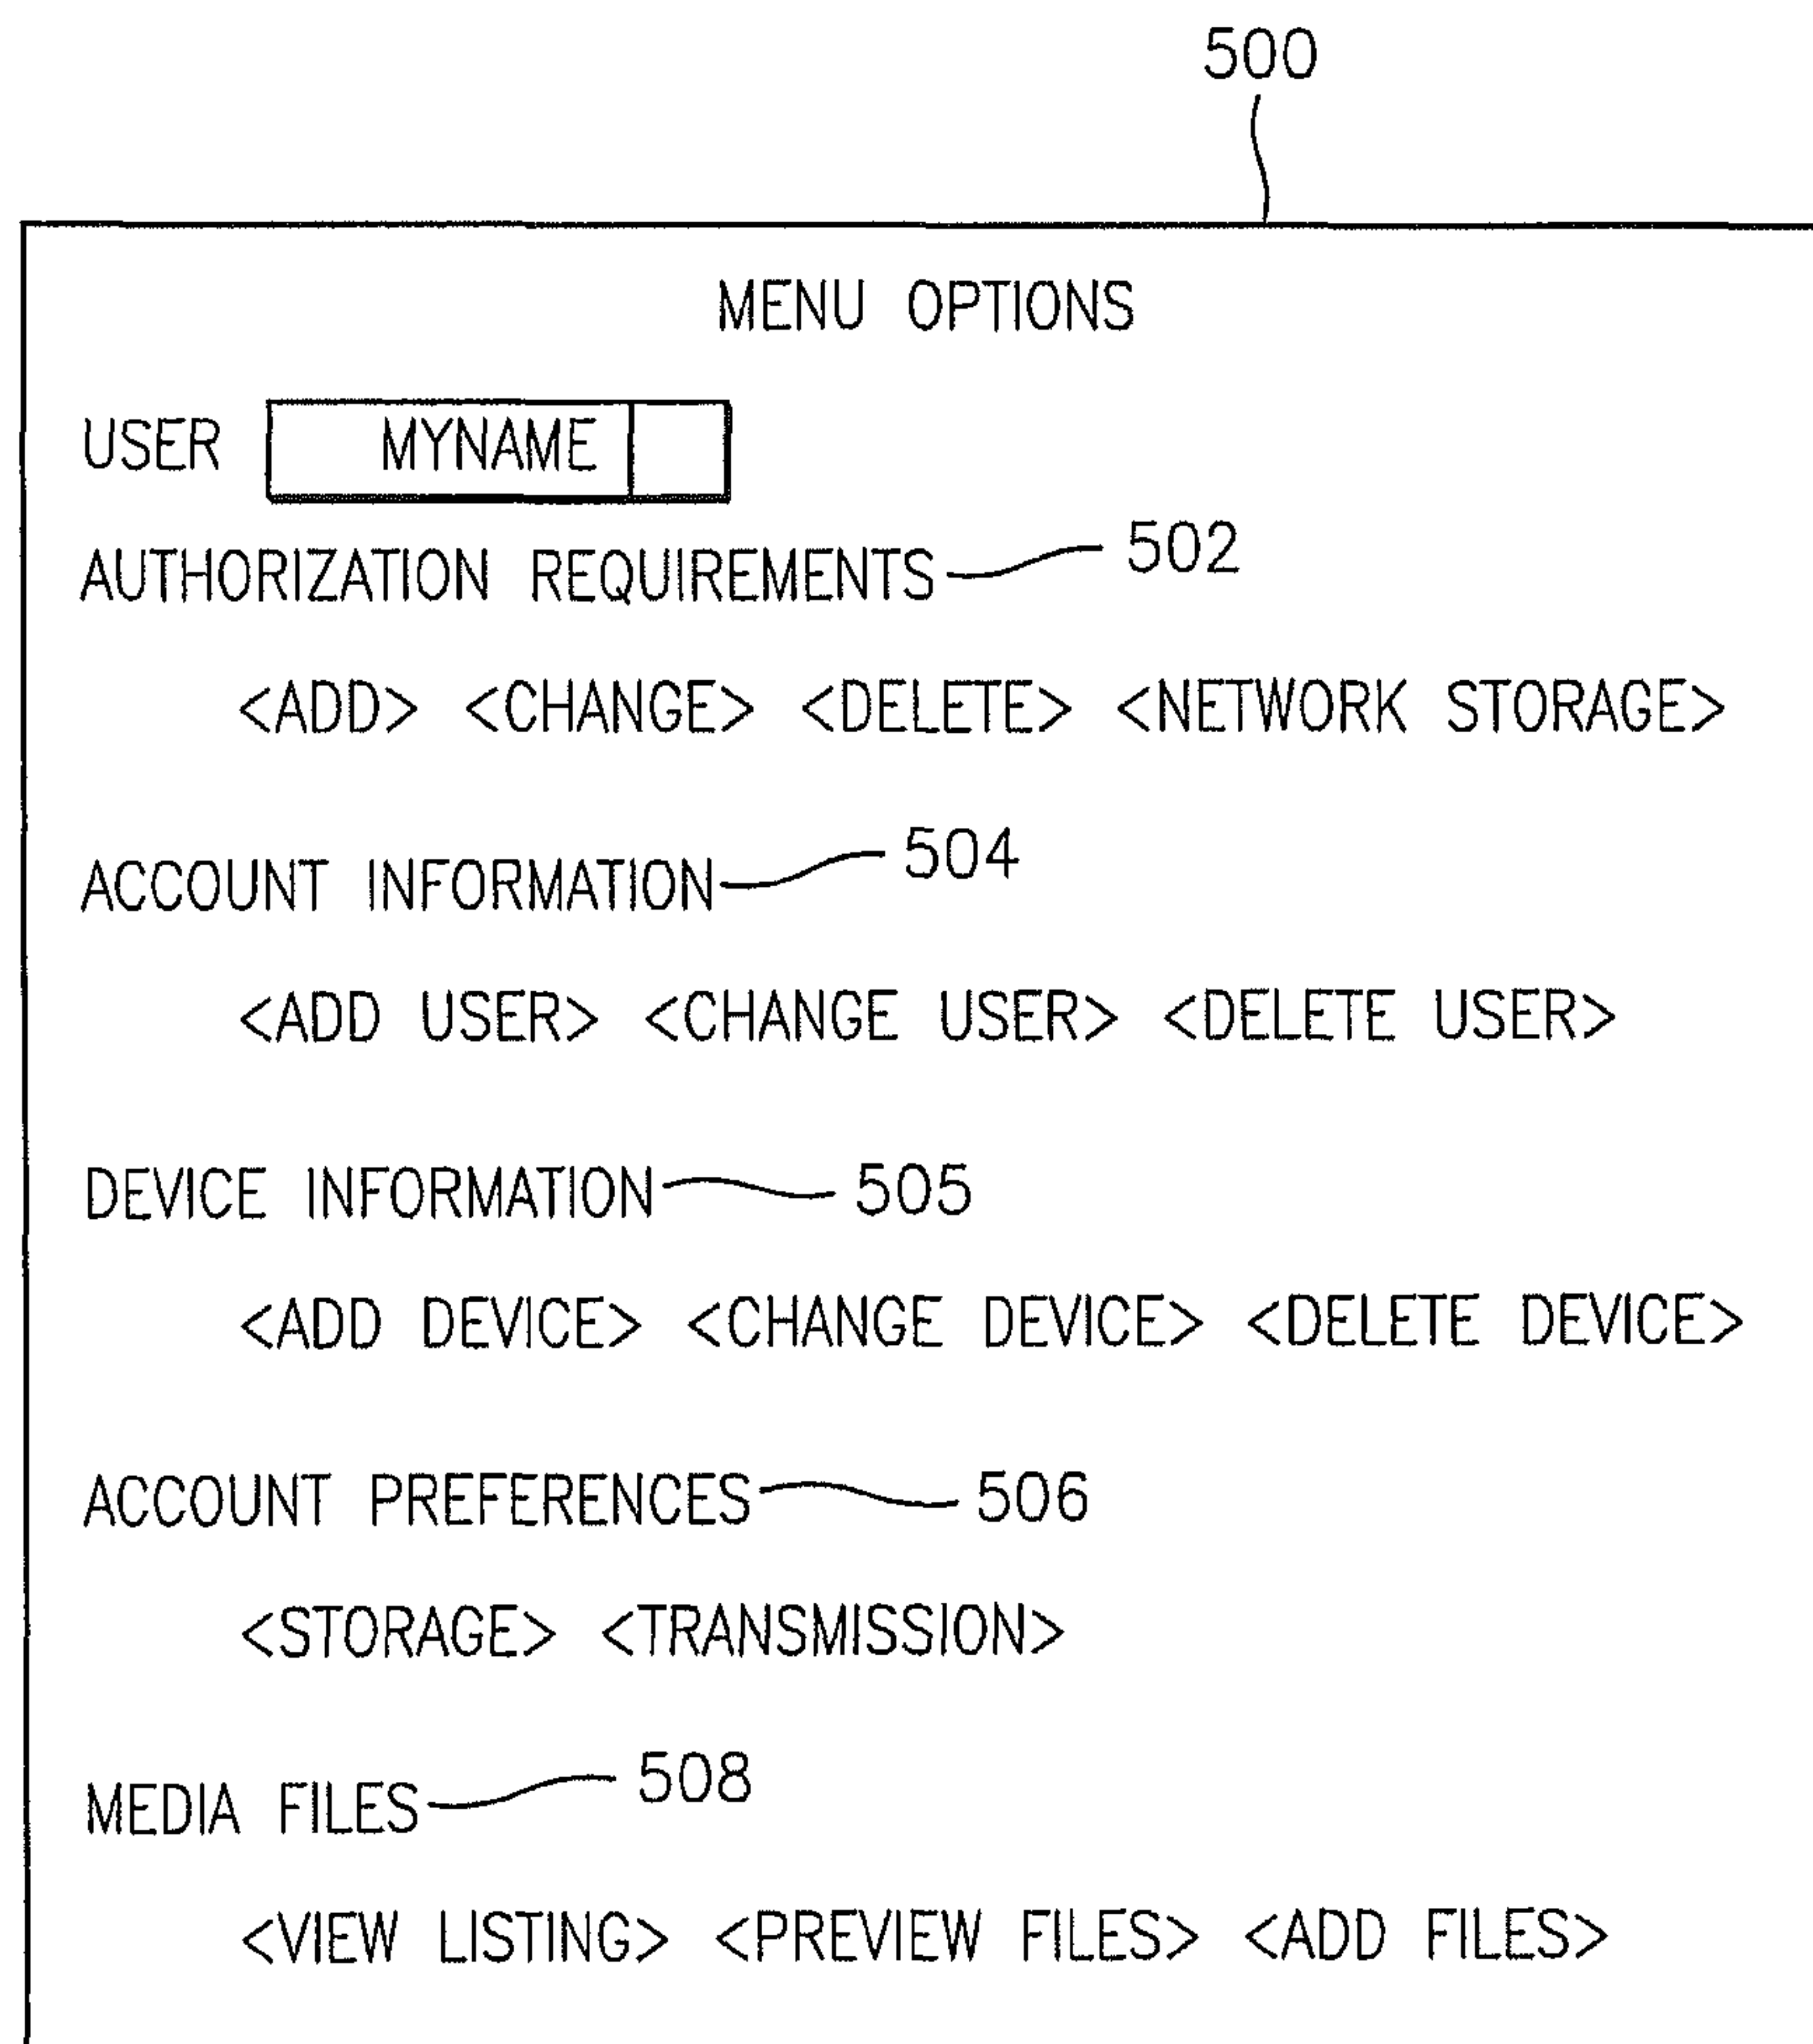 500
MENU OPTIONS
USER MYNAME
AUTHORIZATION REQUIREMENTS 502
<ADD> <CHANGE> <DELETE> <NETWORK STORAGE>
ACCOUNT INFORMATION 504
<ADD USER> <CHANGE USER> <DELETE USER>
DEVICE INFORMATION 505
<ADD DEVICE> <CHANGE DEVICE> <DELETE DEVICE>
ACCOUNT PREFERENCES 506
<STORAGE> <TRANSMISSION>
MEDIA FILES 508
<VIEW LISTING> <PREVIEW FILES> <ADD FILES>